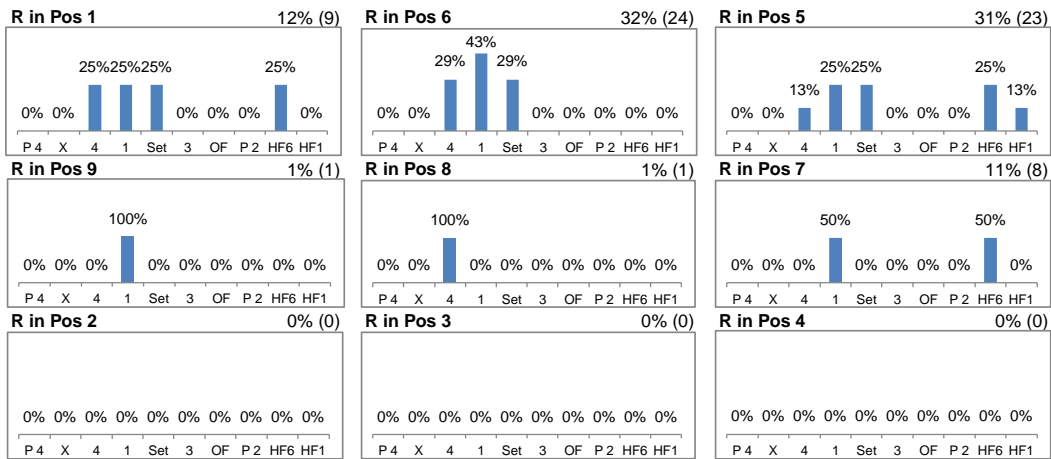 R in Pos 1 12% (9)
25% 25% 25% 25%
0% 0% 0% 0% 0% 0%
P 4 X 4 1 Set 3 OF P 2 HF6 HF1
R in Pos 6 32% (24)
43%
29% 29%
0% 0% 0% 0% 0% 0% 0%
P 4 X 4 1 Set 3 OF P 2 HF6 HF1
R in Pos 5 31% (23)
25% 25% 25%
13% 13%
0% 0% 0% 0% 0%
P 4 X 4 1 Set 3 OF P 2 HF6 HF1
R in Pos 9 1% (1)
100%
0% 0% 0% 0% 0% 0% 0% 0% 0%
P 4 X 4 1 Set 3 OF P 2 HF6 HF1
R in Pos 8 1% (1)
100%
0% 0% 0% 0% 0% 0% 0% 0% 0%
P 4 X 4 1 Set 3 OF P 2 HF6 HF1
R in Pos 7 11% (8)
50% 50%
0% 0% 0% 0% 0% 0% 0% 0%
P 4 X 4 1 Set 3 OF P 2 HF6 HF1
R in Pos 2 0% (0)
0% 0% 0% 0% 0% 0% 0% 0% 0% 0%
P 4 X 4 1 Set 3 OF P 2 HF6 HF1
R in Pos 3 0% (0)
0% 0% 0% 0% 0% 0% 0% 0% 0% 0%
P 4 X 4 1 Set 3 OF P 2 HF6 HF1
R in Pos 4 0% (0)
0% 0% 0% 0% 0% 0% 0% 0% 0% 0%
P 4 X 4 1 Set 3 OF P 2 HF6 HF1